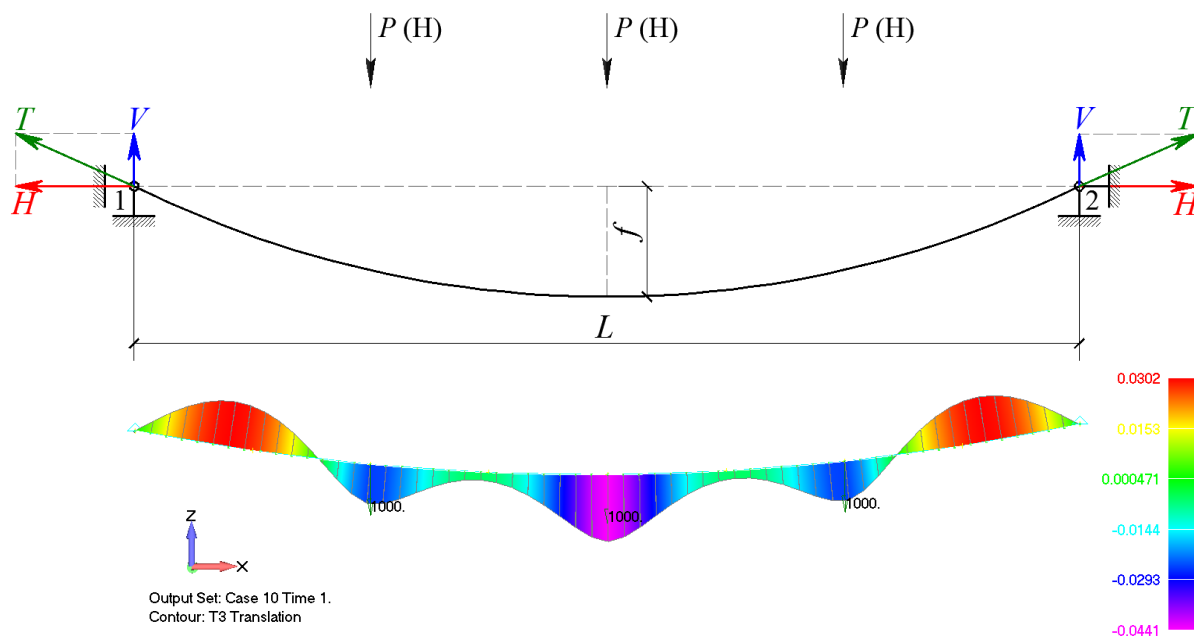 P (H) P (H) P (H)
T V V T
H 1 2 H
f
L
0.0302
0.0153
0.000471
-0.0144
-0.0293
-0.0441
1000. 1000. 1000.
Z
X
Output Set: Case 10 Time 1.
Contour: T3 Translation